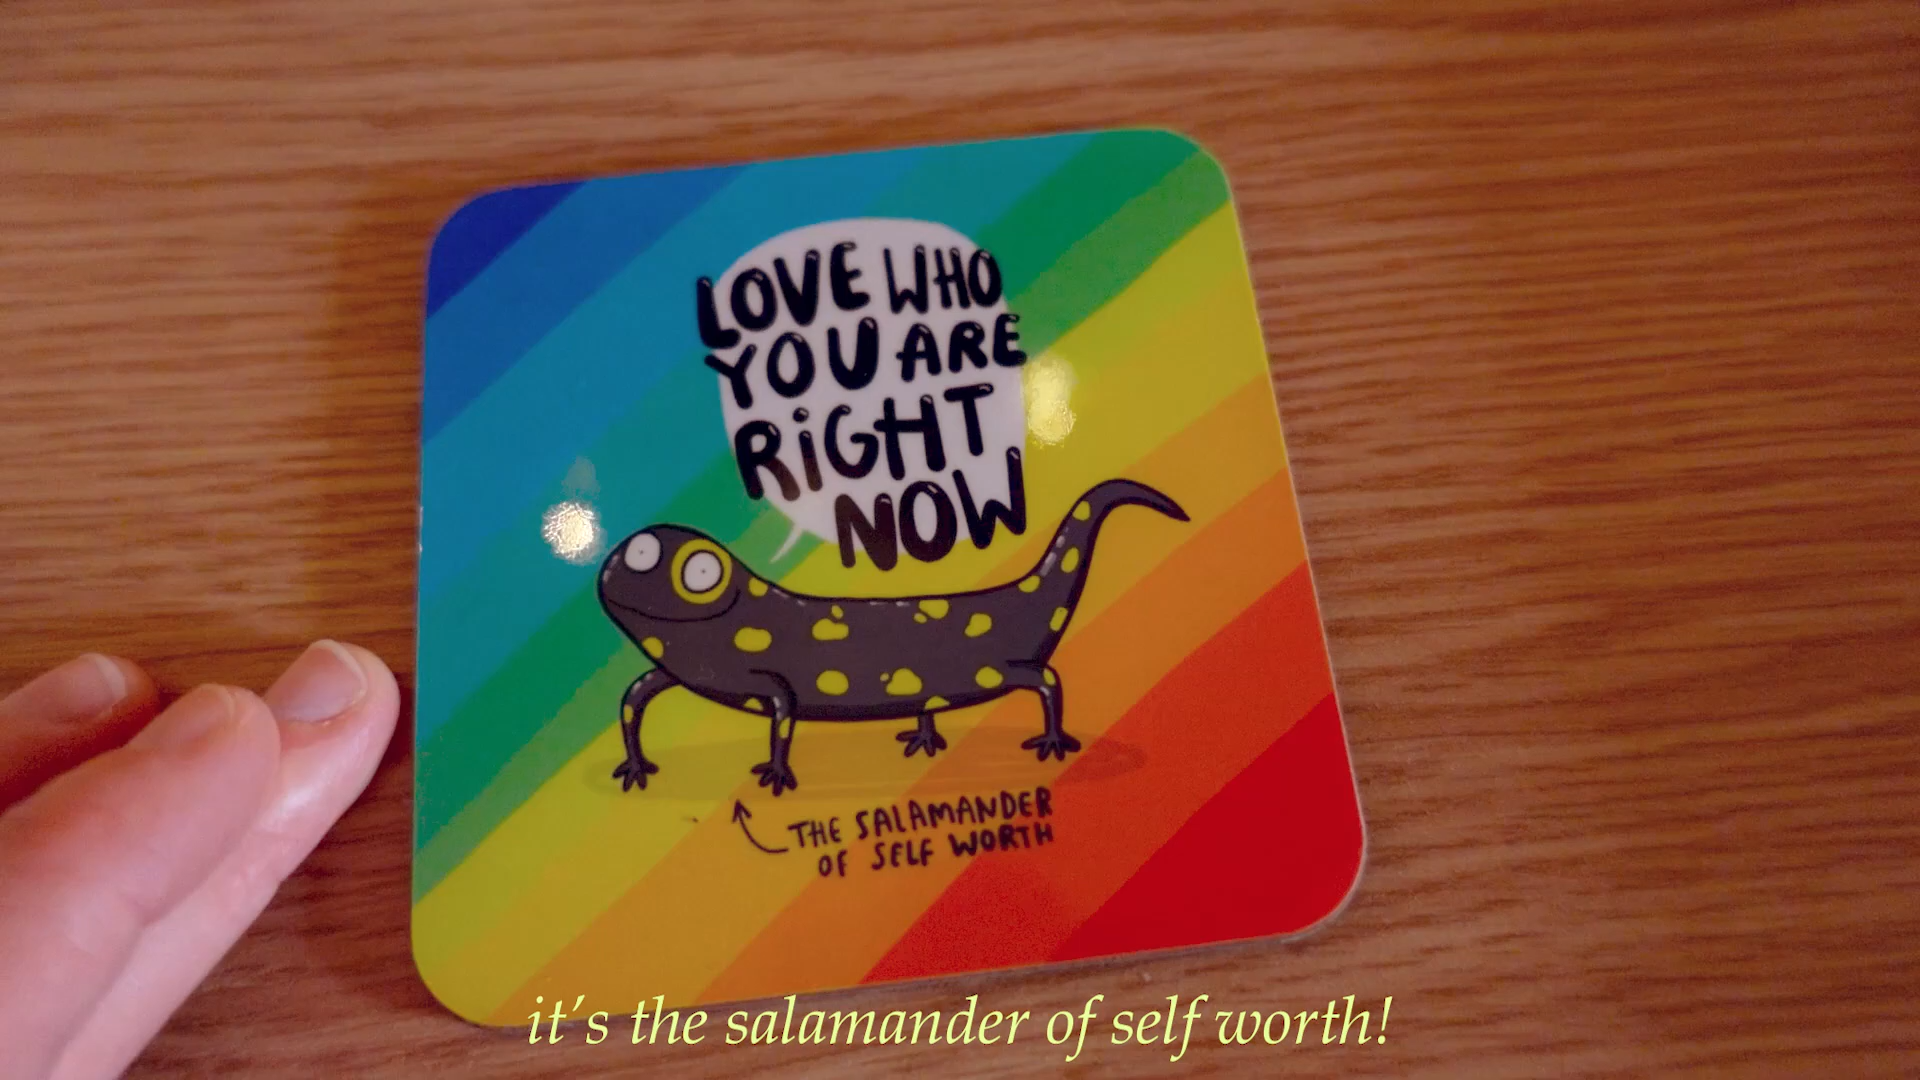 LOVE WHO
YOU ARE
RiGHT
NOW
THE SALAMANDER
OF SELF WORTH
it's the salamander of self worth!